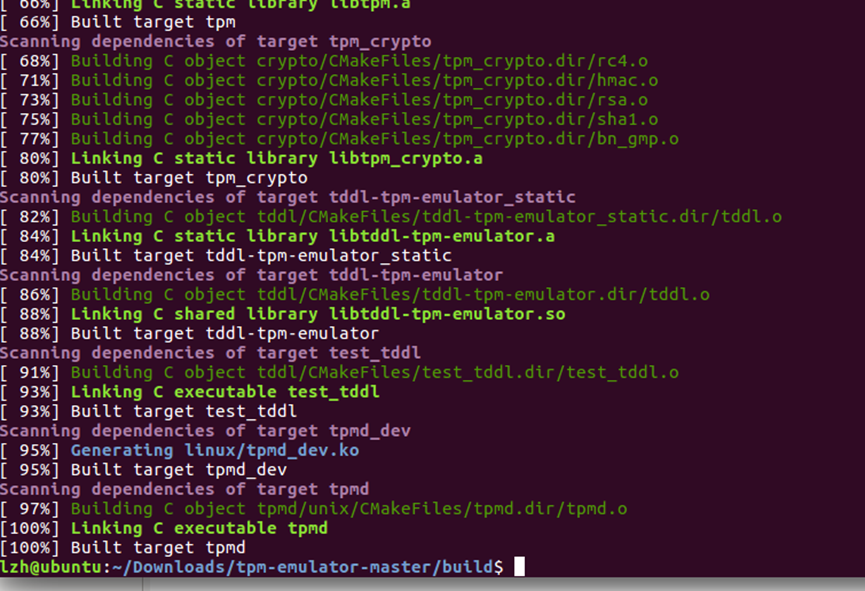 [ 66%] Linking C static library libtpm.a
[ 66%] Built target tpm
Scanning dependencies of target tpm_crypto
[ 68%] Building C object crypto/CMakeFiles/tpm_crypto.dir/rc4.o
[ 71%] Building C object crypto/CMakeFiles/tpm_crypto.dir/hmac.o
[ 73%] Building C object crypto/CMakeFiles/tpm_crypto.dir/rsa.o
[ 75%] Building C object crypto/CMakeFiles/tpm_crypto.dir/sha1.o
[ 77%] Building C object crypto/CMakeFiles/tpm_crypto.dir/bn_gmp.o
[ 80%] Linking C static library libtpm_crypto.a
[ 80%] Built target tpm_crypto
Scanning dependencies of target tddl-tpm-emulator_static
[ 82%] Building C object tddl/CMakeFiles/tddl-tpm-emulator_static.dir/tddl.o
[ 84%] Linking C static library libtddl-tpm-emulator.a
[ 84%] Built target tddl-tpm-emulator_static
Scanning dependencies of target tddl-tpm-emulator
[ 86%] Building C object tddl/CMakeFiles/tddl-tpm-emulator.dir/tddl.o
[ 88%] Linking C shared library libtddl-tpm-emulator.so
[ 88%] Built target tddl-tpm-emulator
Scanning dependencies of target test_tddl
[ 91%] Building C object tddl/CMakeFiles/test_tddl.dir/test_tddl.o
[ 93%] Linking C executable test_tddl
[ 93%] Built target test_tddl
Scanning dependencies of target tpmd_dev
[ 95%] Generating linux/tpmd_dev.ko
[ 95%] Built target tpmd_dev
Scanning dependencies of target tpmd
[ 97%] Building C object tpmd/unix/CMakeFiles/tpmd.dir/tpmd.o
[100%] Linking C executable tpmd
[100%] Built target tpmd
lzh@ubuntu:~/Downloads/tpm-emulator-master/build$